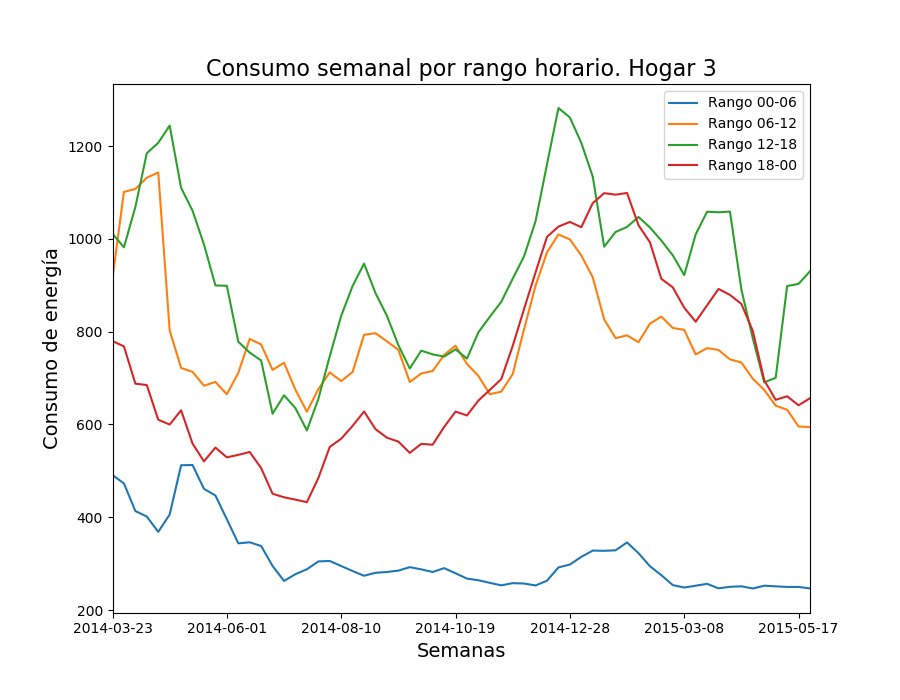 Consumo semanal por rango horario. Hogar 3
Rango 00-06
Rango 06-12
Rango 12-18
Rango 18-00
Consumo de energía
1200
1000
800
600
400
200
2014-03-23 2014-06-01 2014-08-10 2014-10-19 2014-12-28 2015-03-08 2015-05-17
Semanas